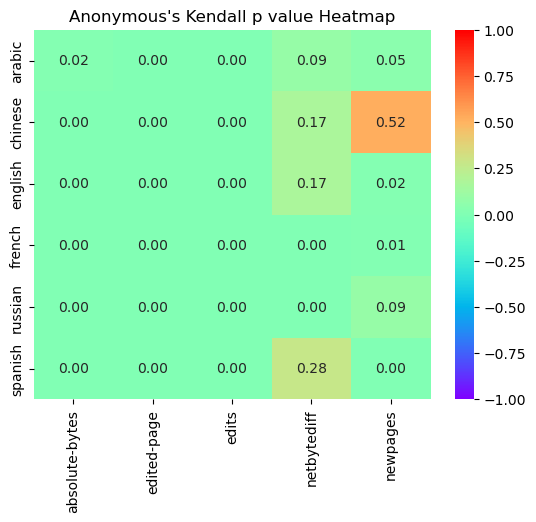 Anonymous's Kendall p value Heatmap
arabic 0.02 0.00 0.00 0.09 0.05
chinese 0.00 0.00 0.00 0.17 0.52
english 0.00 0.00 0.00 0.17 0.02
french 0.00 0.00 0.00 0.00 0.01
russian 0.00 0.00 0.00 0.00 0.09
spanish 0.00 0.00 0.00 0.28 0.00
absolute-bytes edited-page edits netbytediff newpages
1.00
0.75
0.50
0.25
0.00
−0.25
−0.50
−0.75
−1.00